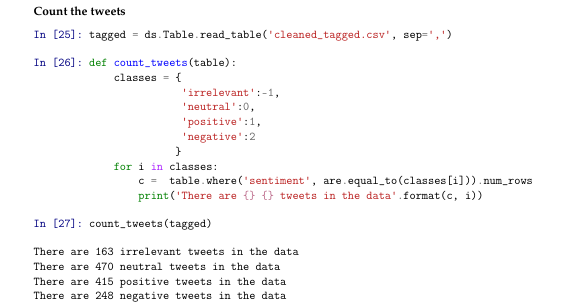 Count the tweets
In [25]: tagged = ds.Table.read_table('cleaned_tagged.csv', sep=',')
In [26]: def count_tweets(table):
classes = {
'irrelevant':-1,
'neutral':0,
'positive':1,
'negative':2
}
for i in classes:
c =  table.where('sentiment', are.equal_to(classes[i])).num_rows
print('There are {} {} tweets in the data'.format(c, i))
In [27]: count_tweets(tagged)
There are 163 irrelevant tweets in the data
There are 470 neutral tweets in the data
There are 415 positive tweets in the data
There are 248 negative tweets in the data